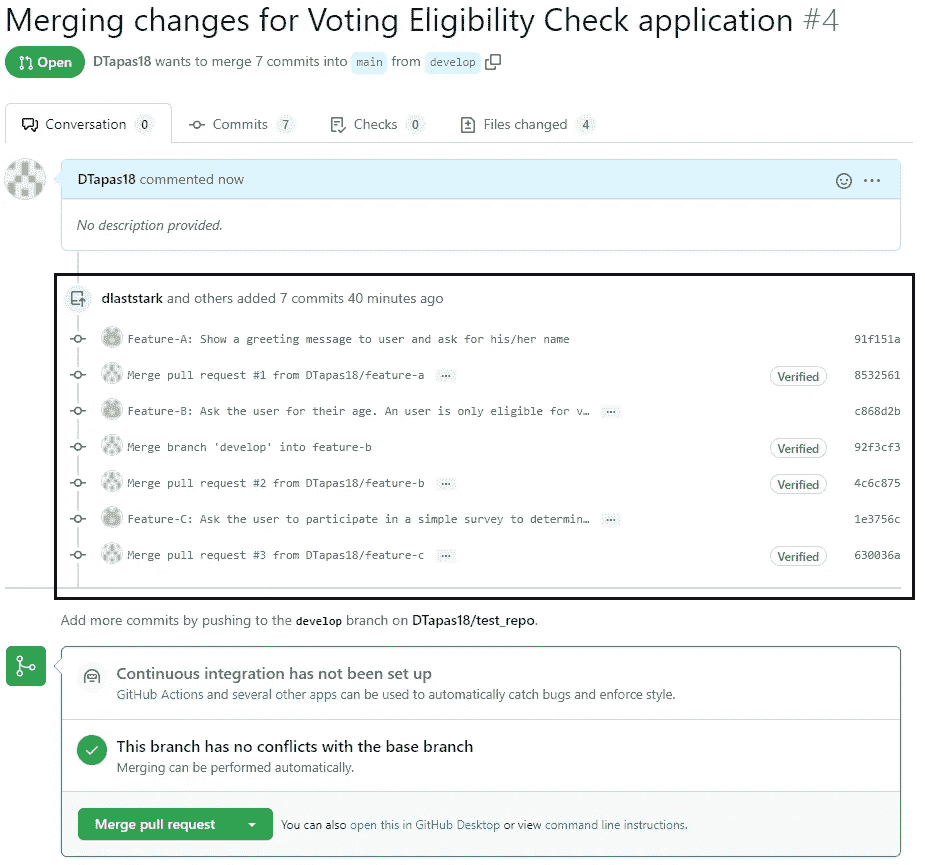 Merging changes for Voting Eligibility Check application #4
Open DTapas18 wants to merge 7 commits into main from develop
Conversation 0 Commits 7 Checks 0 Files changed 4
DTapas18 commented now
No description provided.
dlaststark and others added 7 commits 40 minutes ago
Feature-A: Show a greeting message to user and ask for his/her name 91f151a
Merge pull request #1 from DTapas18/feature-a ... Verified 8532561
Feature-B: Ask the user for their age. An user is only eligible for v… ... c868d2b
Merge branch 'develop' into feature-b Verified 92f3cf3
Merge pull request #2 from DTapas18/feature-b ... Verified 4c6c875
Feature-C: Ask the user to participate in a simple survey to determin… ... 1e3756c
Merge pull request #3 from DTapas18/feature-c ... Verified 630036a
Add more commits by pushing to the develop branch on DTapas18/test_repo.
Continuous integration has not been set up
GitHub Actions and several other apps can be used to automatically catch bugs and enforce style.
This branch has no conflicts with the base branch
Merging can be performed automatically.
Merge pull request You can also open this in GitHub Desktop or view command line instructions.